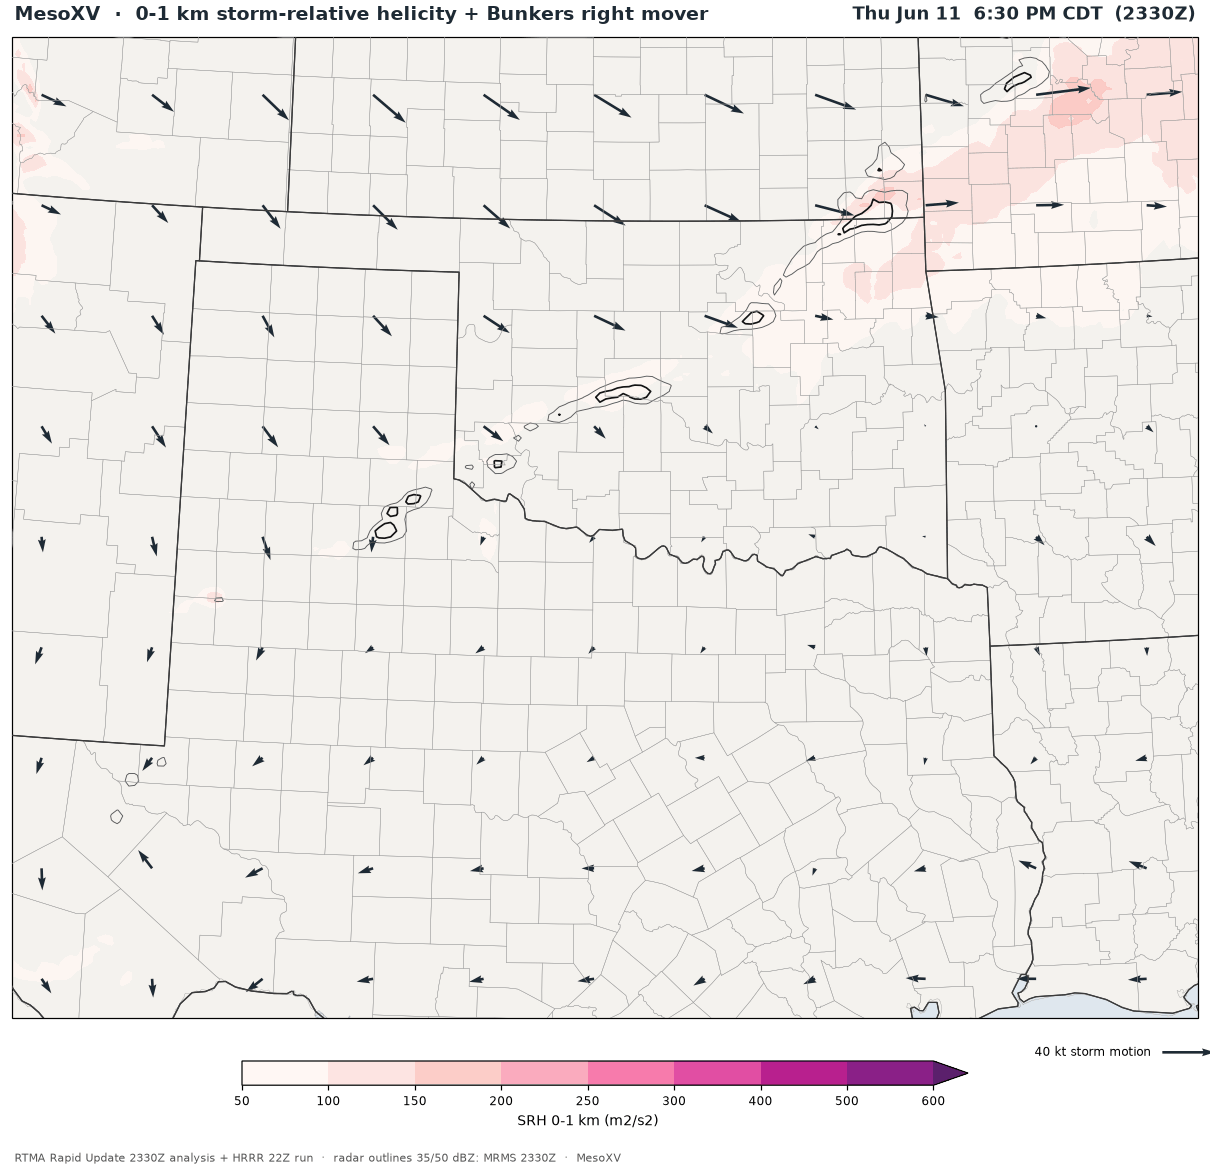 MesoXV · 0-1 km storm-relative helicity + Bunkers right mover
Thu Jun 11 6:30 PM CDT (2330Z)
40 kt storm motion
50 100 150 200 250 300 400 500 600
SRH 0-1 km (m2/s2)
RTMA Rapid Update 2330Z analysis + HRRR 22Z run · radar outlines 35/50 dBZ: MRMS 2330Z · MesoXV